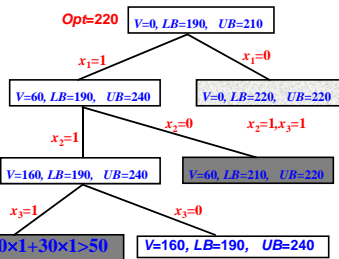 Opt=220
V=0, LB=190, UB=210
x₁=1
x₁=0
V=60, LB=190, UB=240
V=0, LB=220, UB=220
x₂=1
x₂=0
x₂=1,x₃=1
V=160, LB=190, UB=240
V=60, LB=210, UB=220
x₃=1
x₃=0
0×1+30×1>50
V=160, LB=190, UB=240